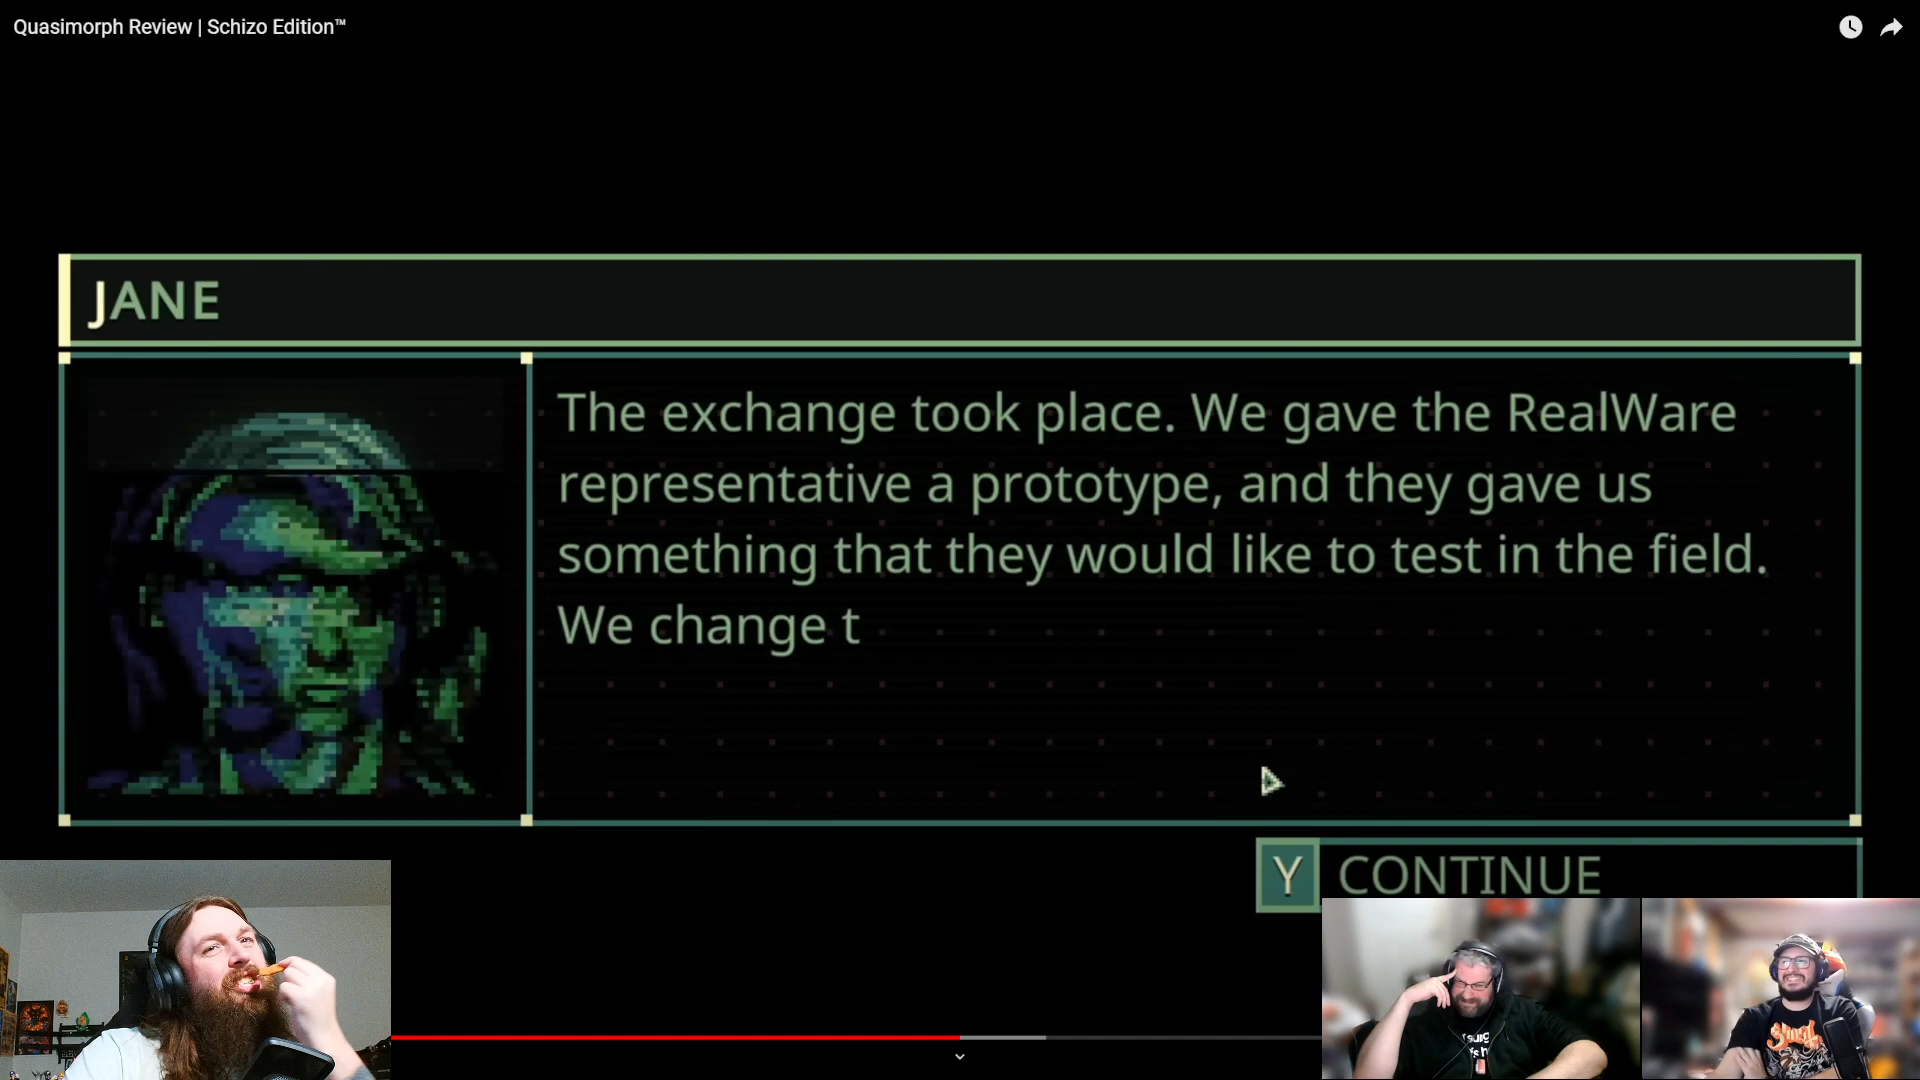 Quasimorph Review | Schizo Edition™
JANE
The exchange took place. We gave the RealWare
representative a prototype, and they gave us
something that they would like to test in the field.
We change t
Y CONTINUE
Ghost